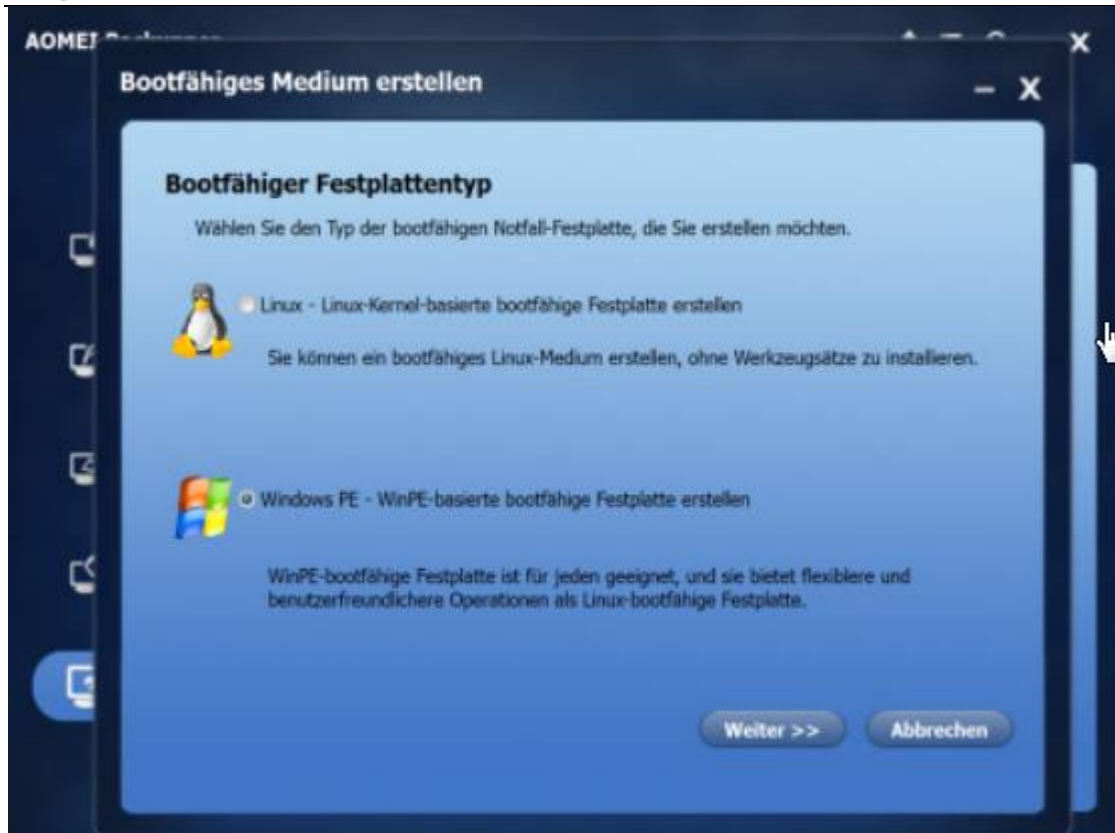 AOMEI
Bootfähiges Medium erstellen
Bootfähiger Festplattentyp
Wählen Sie den Typ der bootfähigen Notfall-Festplatte, die Sie erstellen möchten.
Linux - Linux-Kernel-basierte bootfähige Festplatte erstellen
Sie können ein bootfähiges Linux-Medium erstellen, ohne Werkzeugsätze zu installieren.
Windows PE - WinPE-basierte bootfähige Festplatte erstellen
WinPE-bootfähige Festplatte ist für jeden geeignet, und sie bietet flexiblere und
benutzerfreundlichere Operationen als Linux-bootfähige Festplatte.
Weiter >> Abbrechen